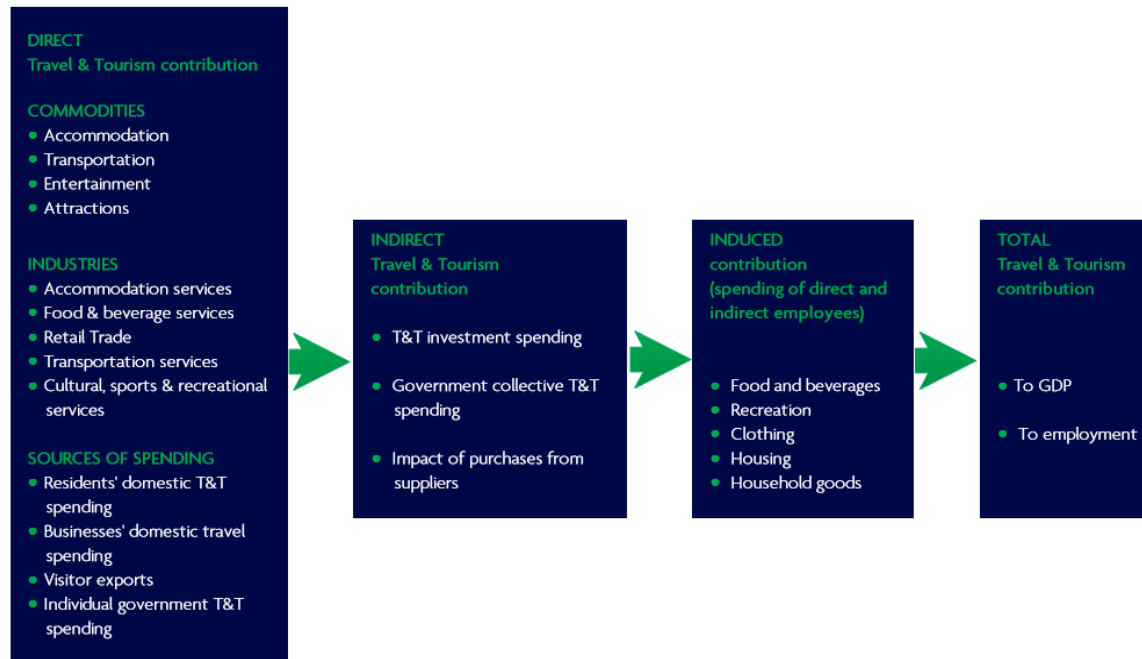 DIRECT
Travel & Tourism contribution
COMMODITIES
• Accommodation
• Transportation
• Entertainment
• Attractions
INDUSTRIES
• Accommodation services
• Food & beverage services
• Retail Trade
• Transportation services
• Cultural, sports & recreational
services
SOURCES OF SPENDING
• Residents' domestic T&T
spending
• Businesses' domestic travel
spending
• Visitor exports
• Individual government T&T
spending
INDIRECT
Travel & Tourism
contribution
• T&T investment spending
• Government collective T&T
spending
• Impact of purchases from
suppliers
INDUCED
contribution
(spending of direct and
indirect employees)
• Food and beverages
• Recreation
• Clothing
• Housing
• Household goods
TOTAL
Travel & Tourism
contribution
• To GDP
• To employment